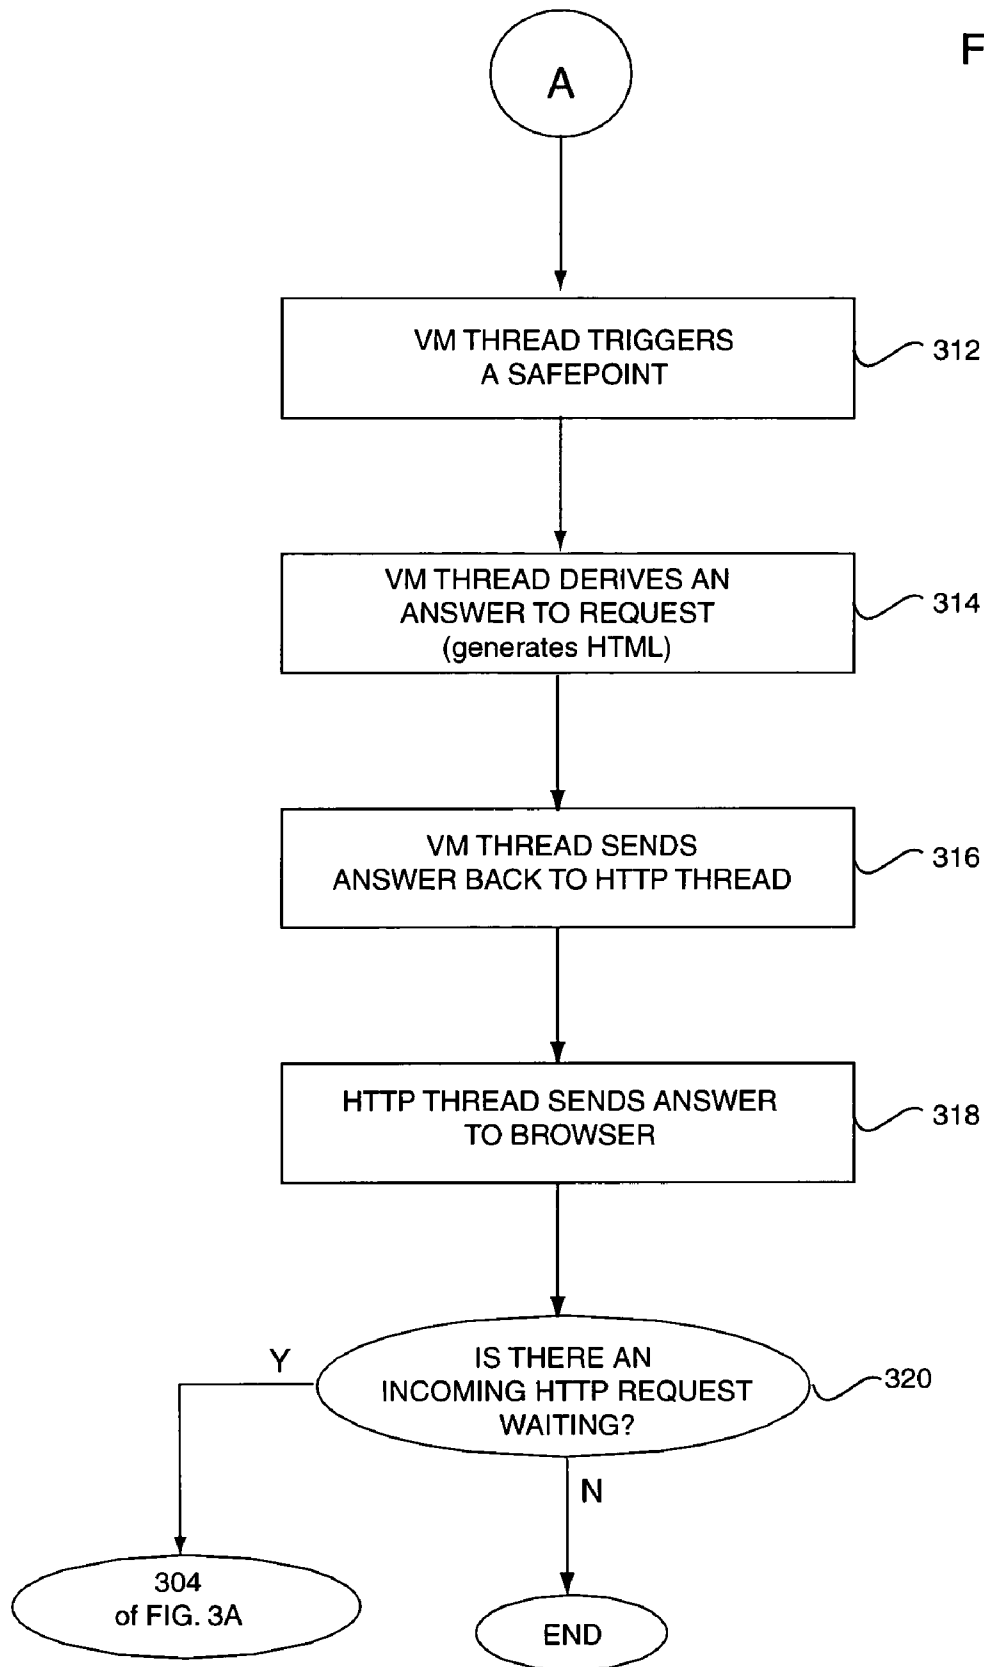 F
A
VM THREAD TRIGGERS
A SAFEPOINT
312
VM THREAD DERIVES AN
ANSWER TO REQUEST
(generates HTML)
314
VM THREAD SENDS
ANSWER BACK TO HTTP THREAD
316
HTTP THREAD SENDS ANSWER
TO BROWSER
318
IS THERE AN
INCOMING HTTP REQUEST
WAITING?
320
Y
N
304
of FIG. 3A
END